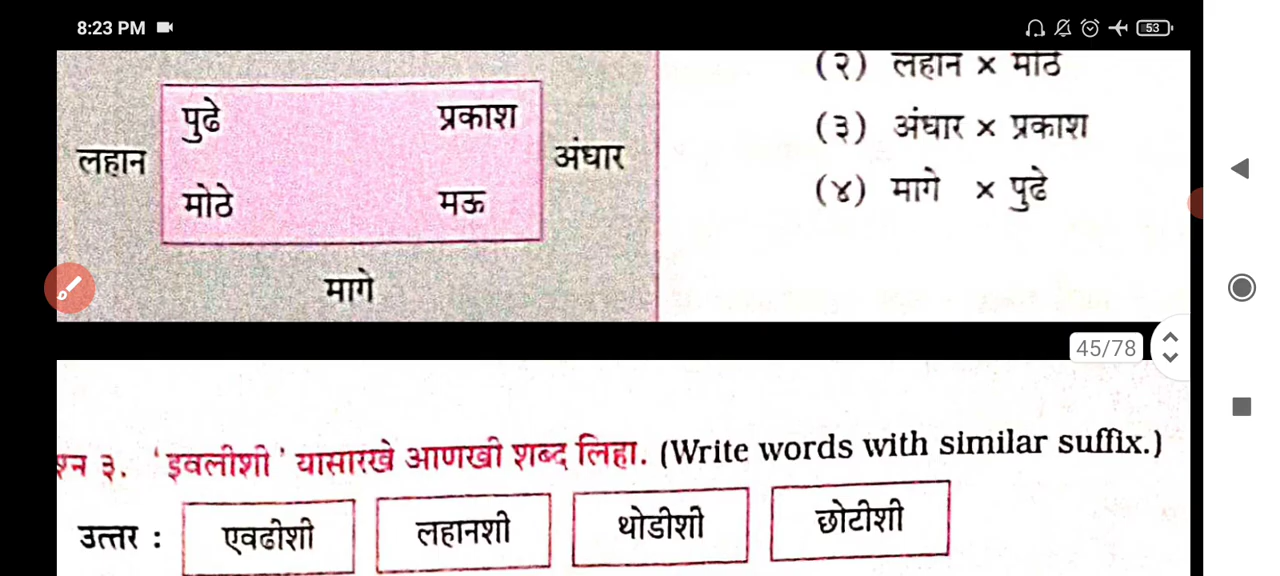 8:23 PM
53
(२) लहान × मोठे
पुढे प्रकाश
(३) अंधार × प्रकाश
लहान अंधार
मोठे मऊ
(४) मागे × पुढे
मागे
45/78
श्न ३. 'इवलीशी' यासारखे आणखी शब्द लिहा. (Write words with similar suffix.)
उत्तर : एवढीशी लहानशी थोडीशी छोटीशी